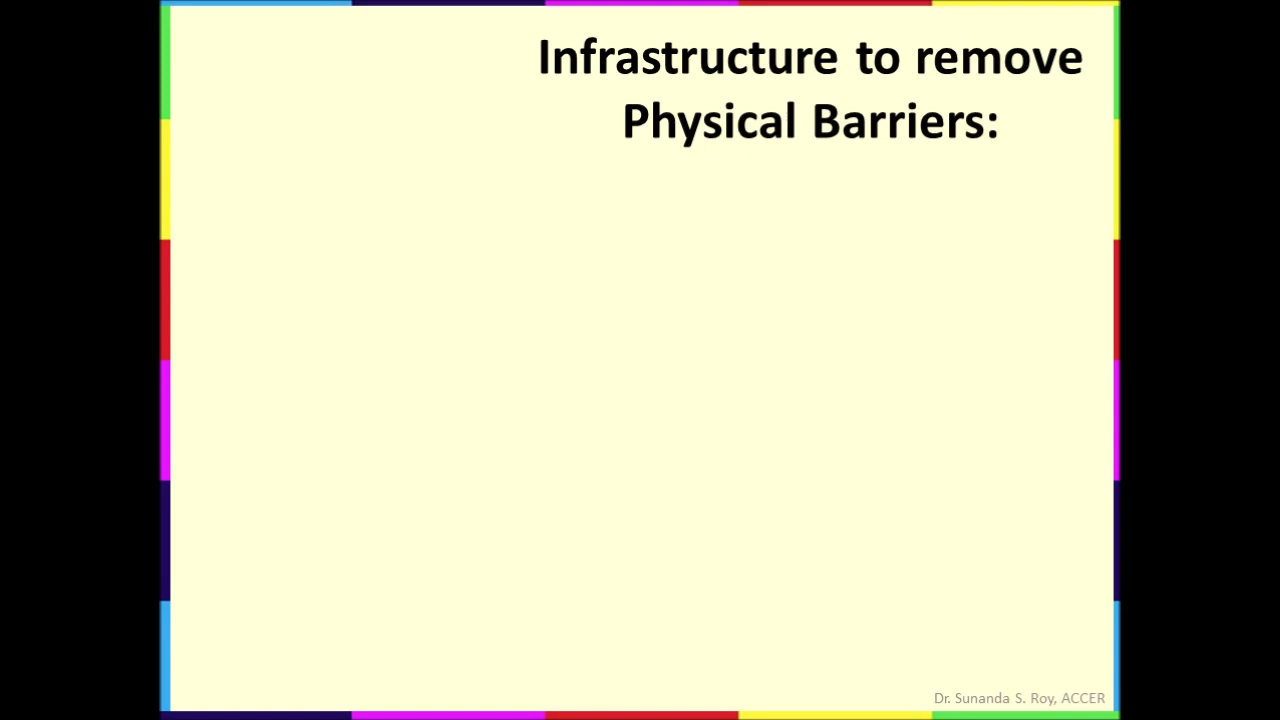 Infrastructure to remove
Physical Barriers:
Dr. Sunanda S. Roy, ACCER